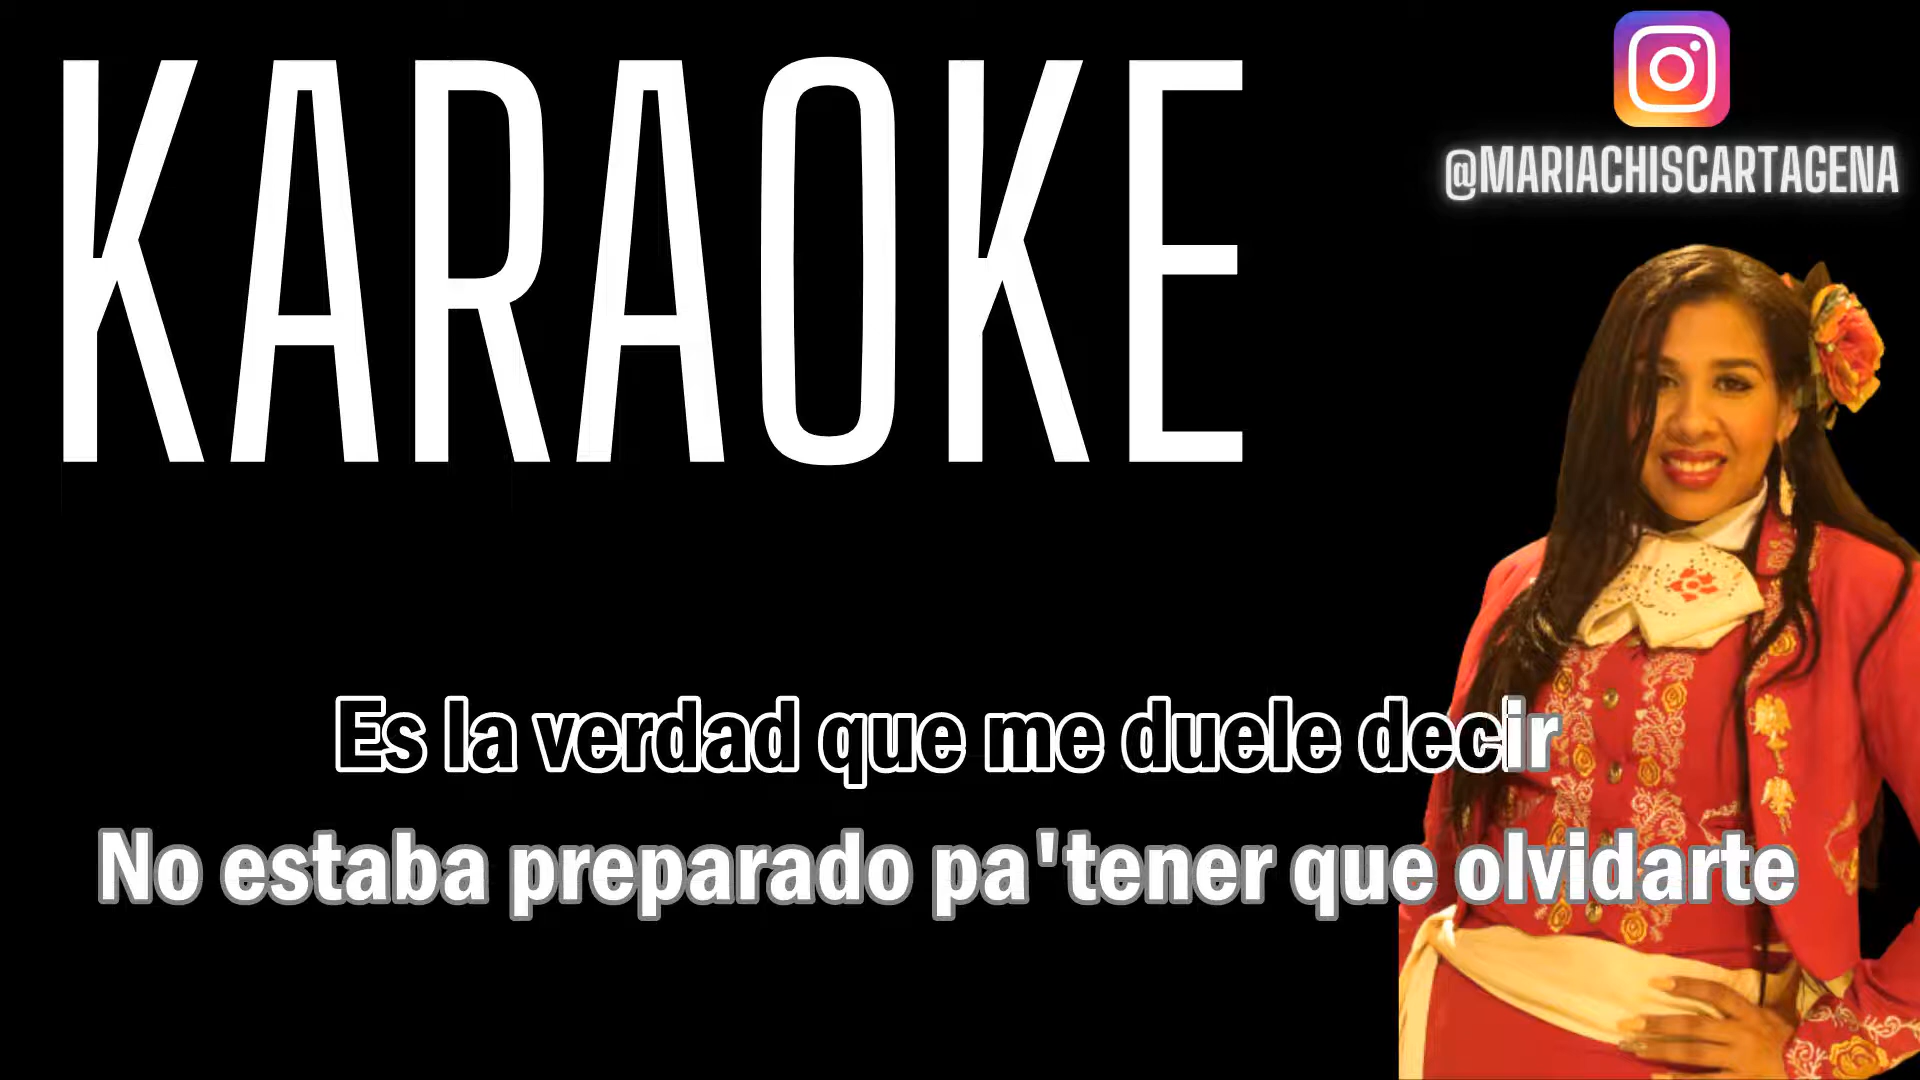 KARAOKE
@MARIACHISCARTAGENA
Es la verdad que me duele decir
No estaba preparado pa'tener que olvidarte